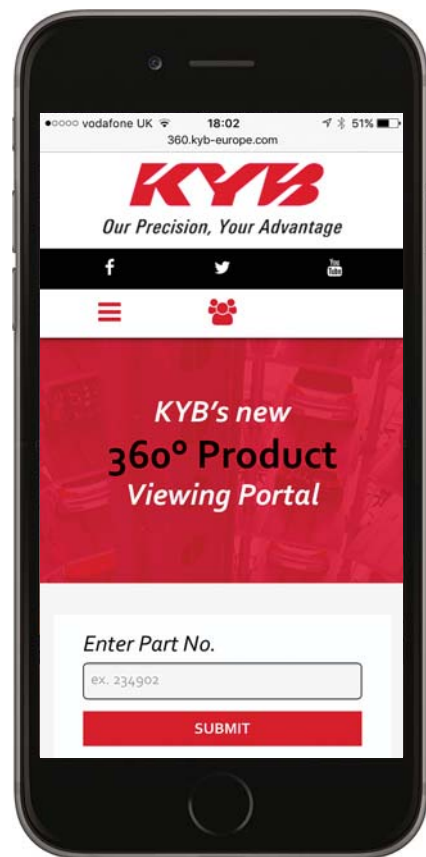 vodafone UK 18:02 51%
360.kyb-europe.com
KYB
Our Precision, Your Advantage
f You Tube
KYB's new
360° Product
Viewing Portal
Enter Part No.
ex. 234902
SUBMIT